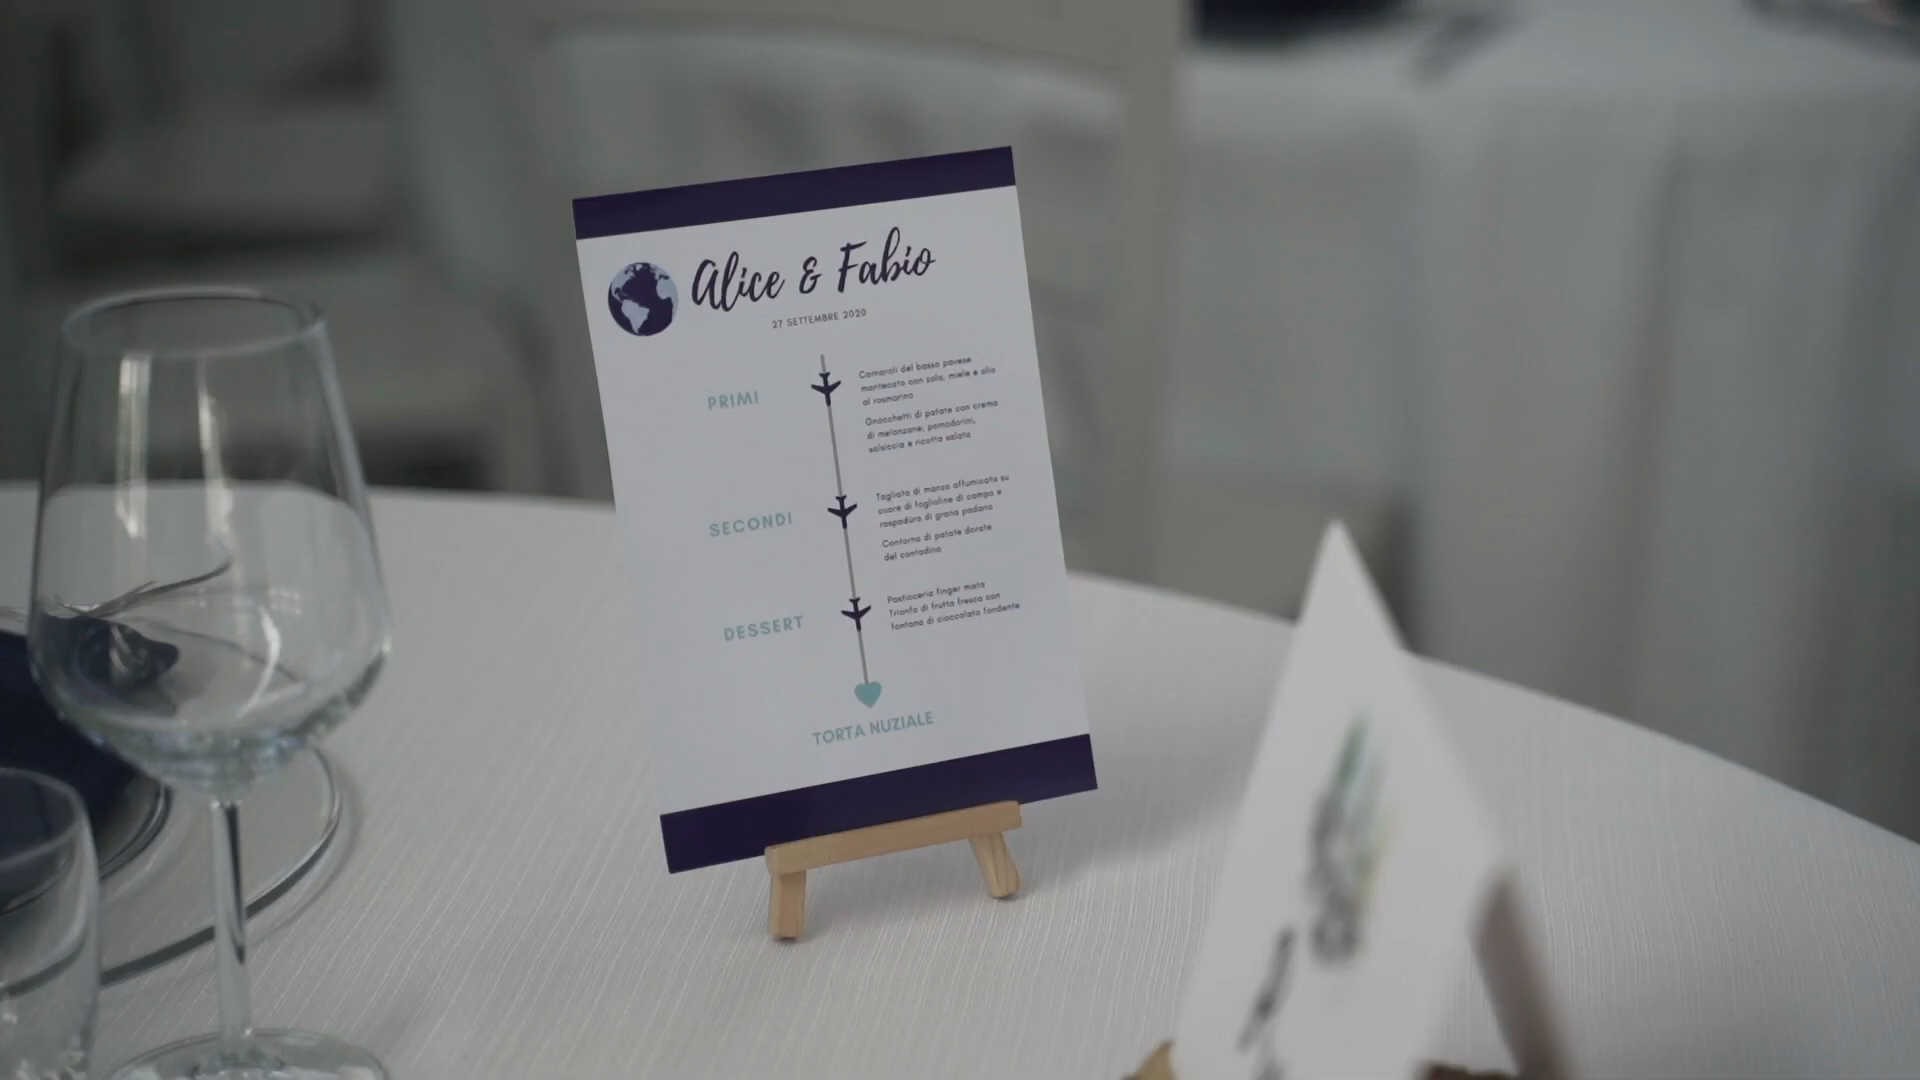 Alice & Fabio
27 SETTEMBRE 2020
PRIMI
Carnaroli del basso pavese
mantecato con zola, miele e olio
al rosmarino
Gnocchetti di patate con crema
di melanzane, pomodorini,
salsiccia e ricotta salata
SECONDI
Tagliata di manzo affumicata su
cuore di foglioline di campo e
raspadura di grana padano
Contorno di patate dorate
del contadino
DESSERT
Pasticceria finger mista
Trionfo di frutta fresca con
fontana di cioccolato fondente
TORTA NUZIALE